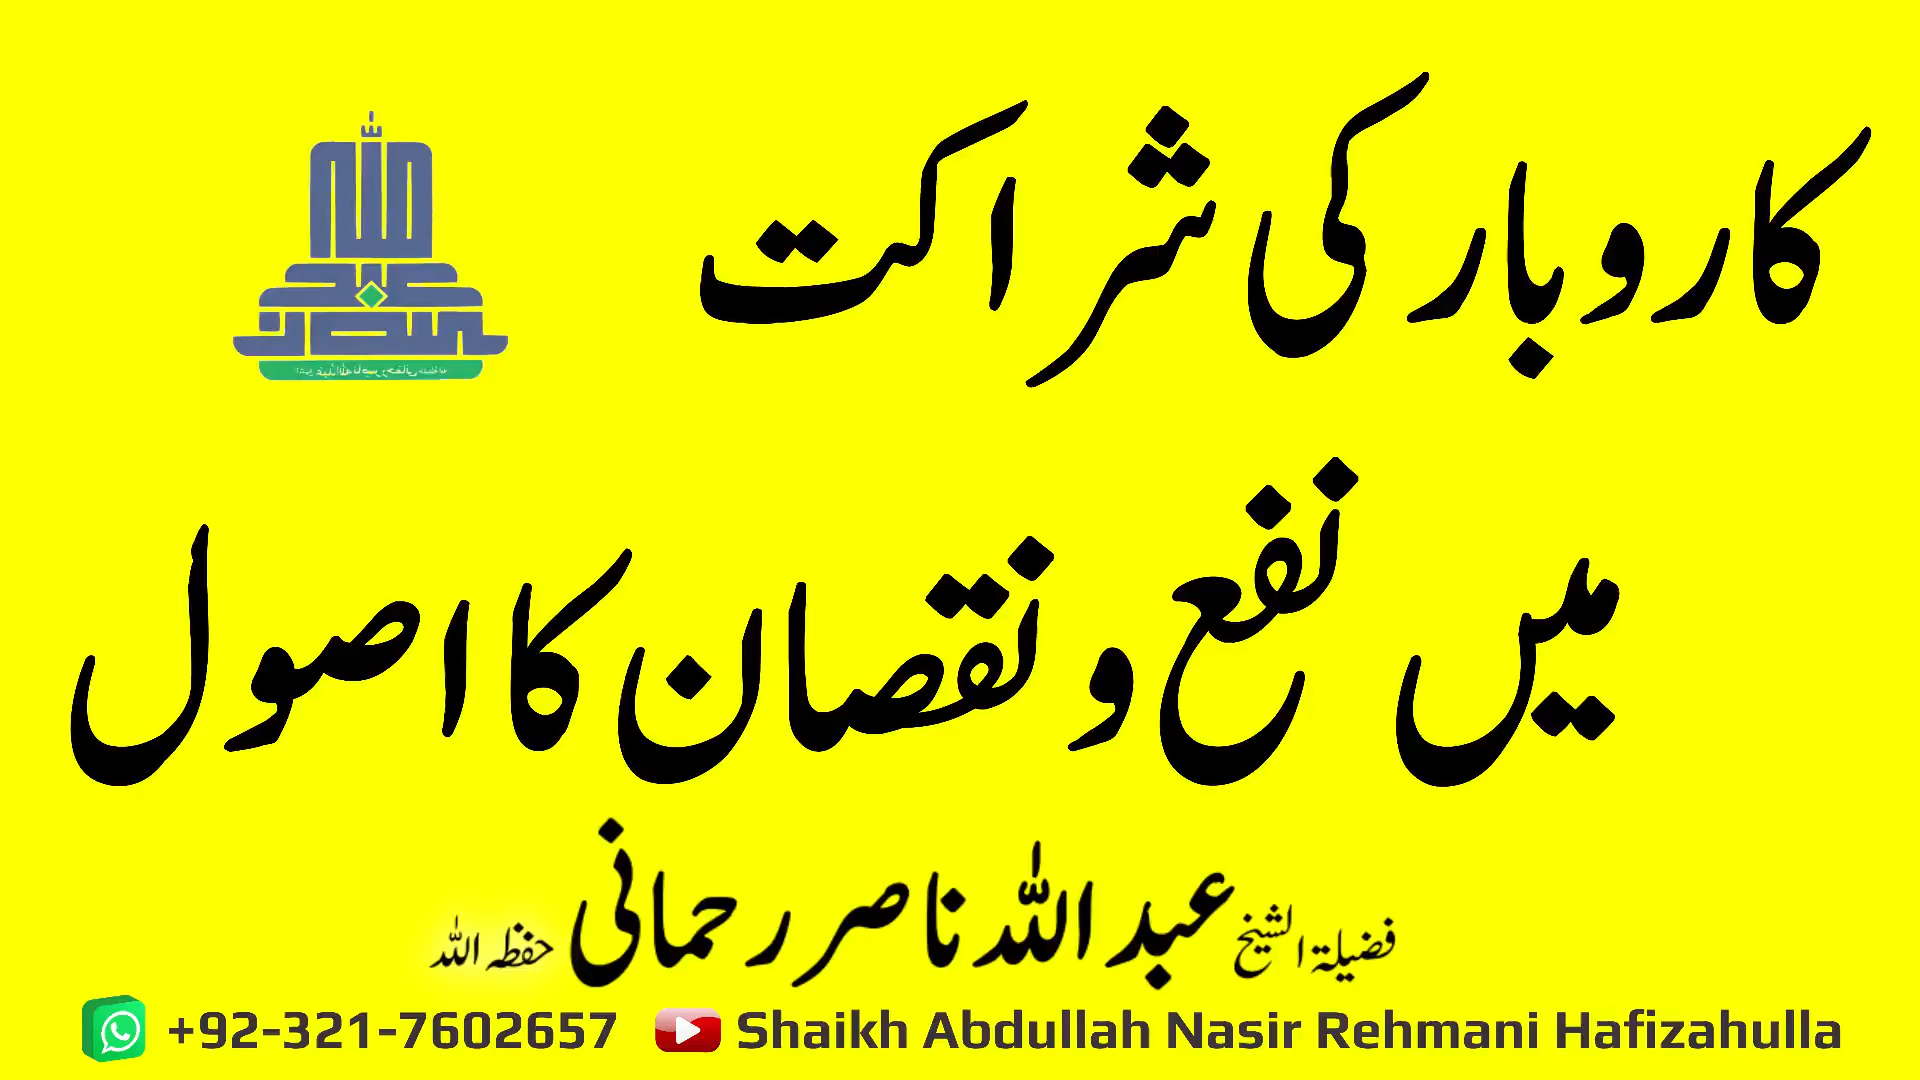 کاروبار کی شراکت
میں نفع و نقصان کا اصول
فضیلۃ الشیخ عبداللہ ناصر رحمانی حفظہ اللہ
+92-321-7602657 Shaikh Abdullah Nasir Rehmani Hafizahulla